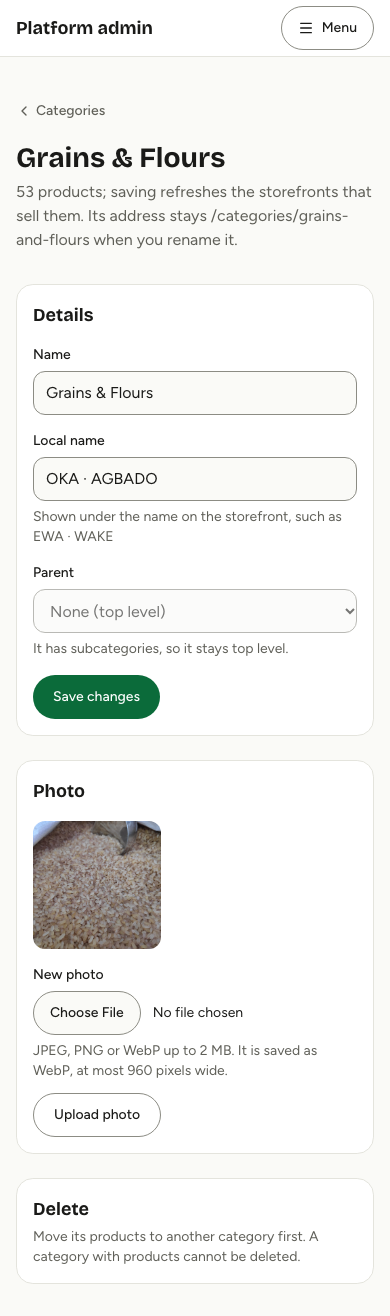 Platform admin
Menu
Categories
Grains & Flours
53 products; saving refreshes the storefronts that
sell them. Its address stays /categories/grains-
and-flours when you rename it.
Details
Name
Grains & Flours
Local name
OKA · AGBADO
Shown under the name on the storefront, such as
EWA · WAKE
Parent
None (top level)
It has subcategories, so it stays top level.
Save changes
Photo
New photo
Choose File No file chosen
JPEG, PNG or WebP up to 2 MB. It is saved as
WebP, at most 960 pixels wide.
Upload photo
Delete
Move its products to another category first. A
category with products cannot be deleted.